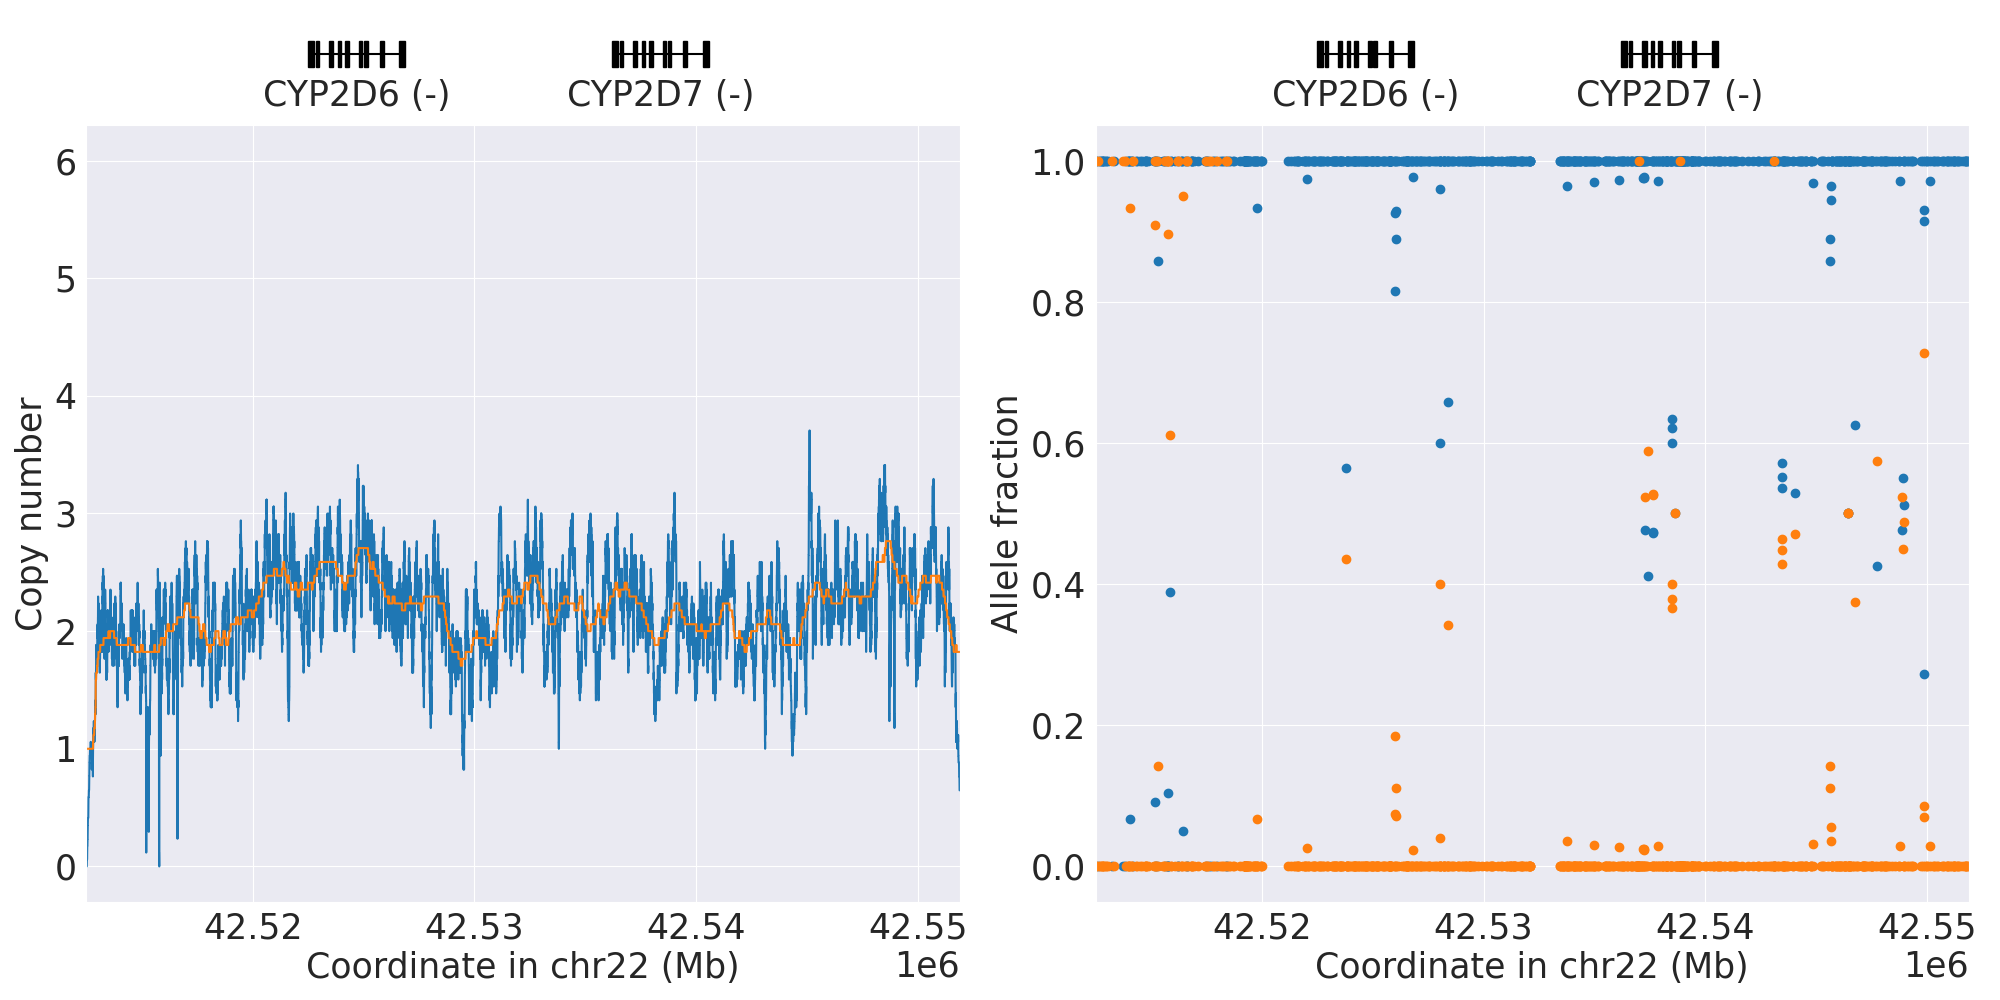 CYP2D6 (-)
CYP2D7 (-)
6
5
4
3
2
1
0
Copy number
42.52
42.53
42.54
42.55
Coordinate in chr22 (Mb)
1e6
CYP2D6 (-)
CYP2D7 (-)
1.0
0.8
0.6
0.4
0.2
0.0
Allele fraction
42.52
42.53
42.54
42.55
Coordinate in chr22 (Mb)
1e6